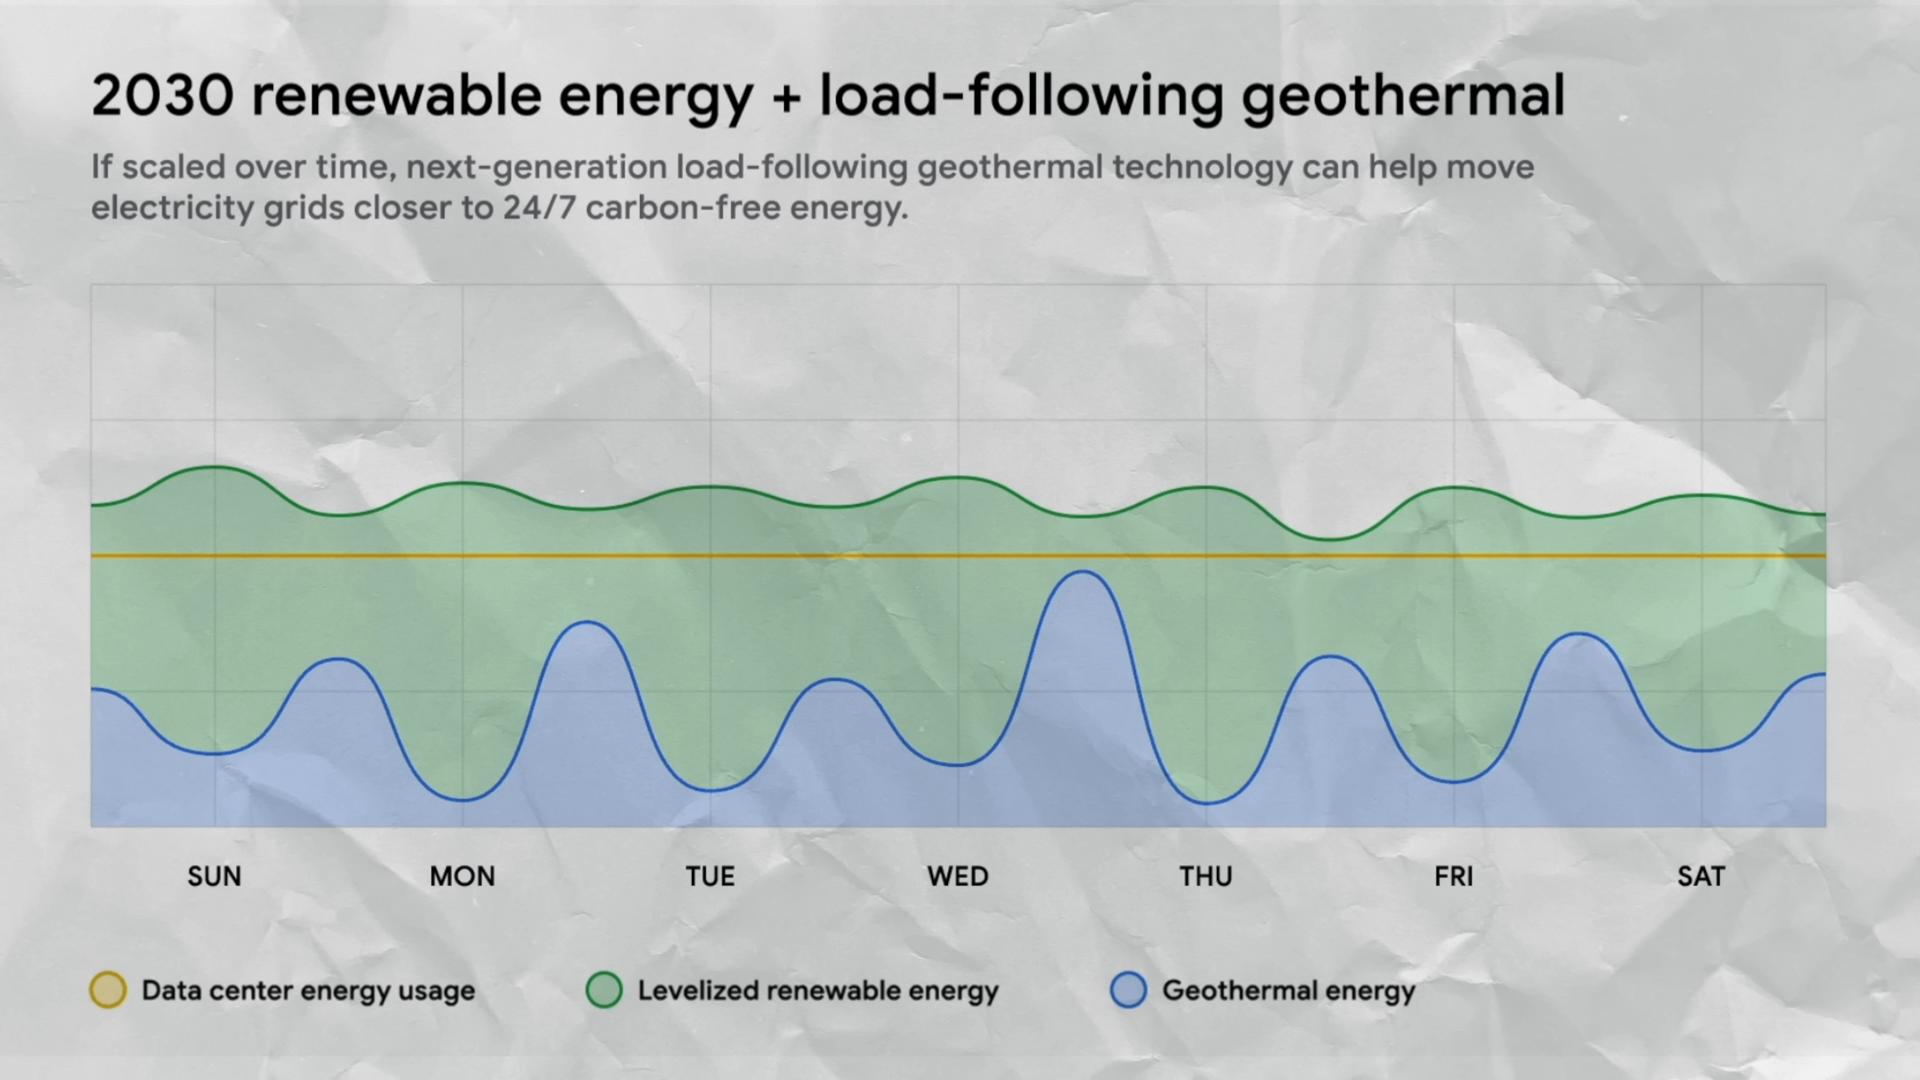 2030 renewable energy + load-following geothermal
If scaled over time, next-generation load-following geothermal technology can help move
electricity grids closer to 24/7 carbon-free energy.
SUN MON TUE WED THU FRI SAT
Data center energy usage Levelized renewable energy Geothermal energy